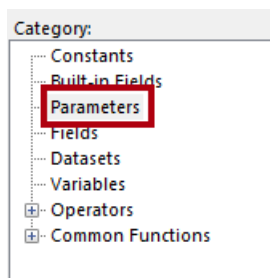 Category:
Constants
Built-in Fields
Parameters
Fields
Datasets
Variables
Operators
Common Functions